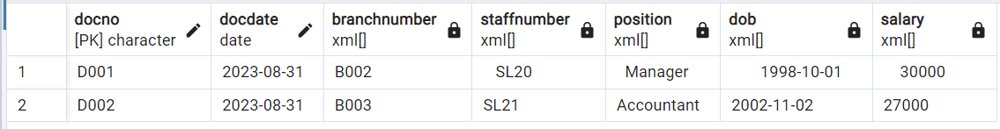 docno docdate branchnumber staffnumber position dob salary
[PK] character date xml[] xml[] xml[] xml[] xml[]
1 D001 2023-08-31 B002 SL20 Manager 1998-10-01 30000
2 D002 2023-08-31 B003 SL21 Accountant 2002-11-02 27000